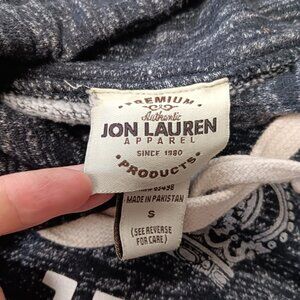 PREMIUM
Authentic
JON LAUREN
APPAREL
SINCE 1980
PRODUCTS
MADE IN PAKISTAN
S
(SEE REVERSE
FOR CARE)